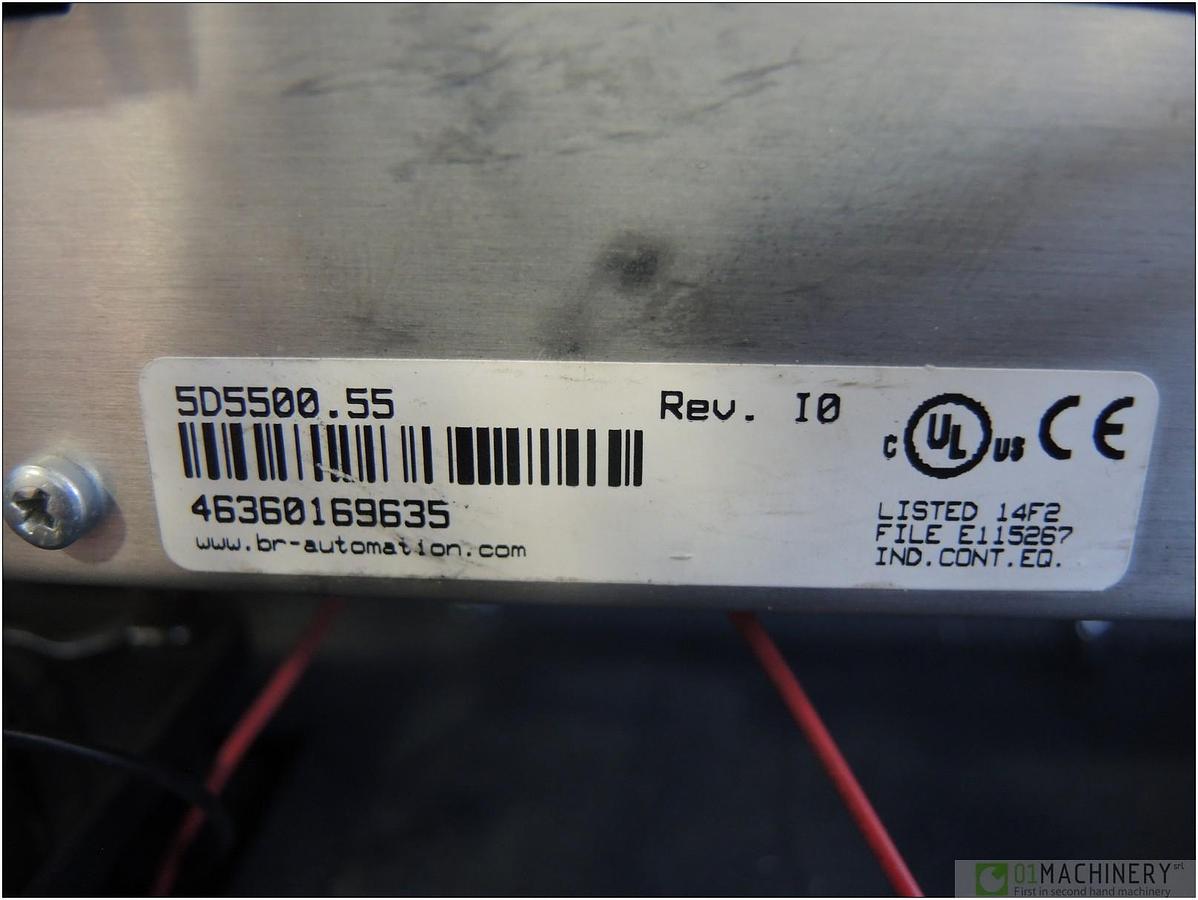 5D5500.55
Rev. I0
46360169635
www.br-automation.com
C UL US CE
LISTED 14F2
FILE E115267
IND.CONT.EQ.
01MACHINERY srl
First in second hand machinery